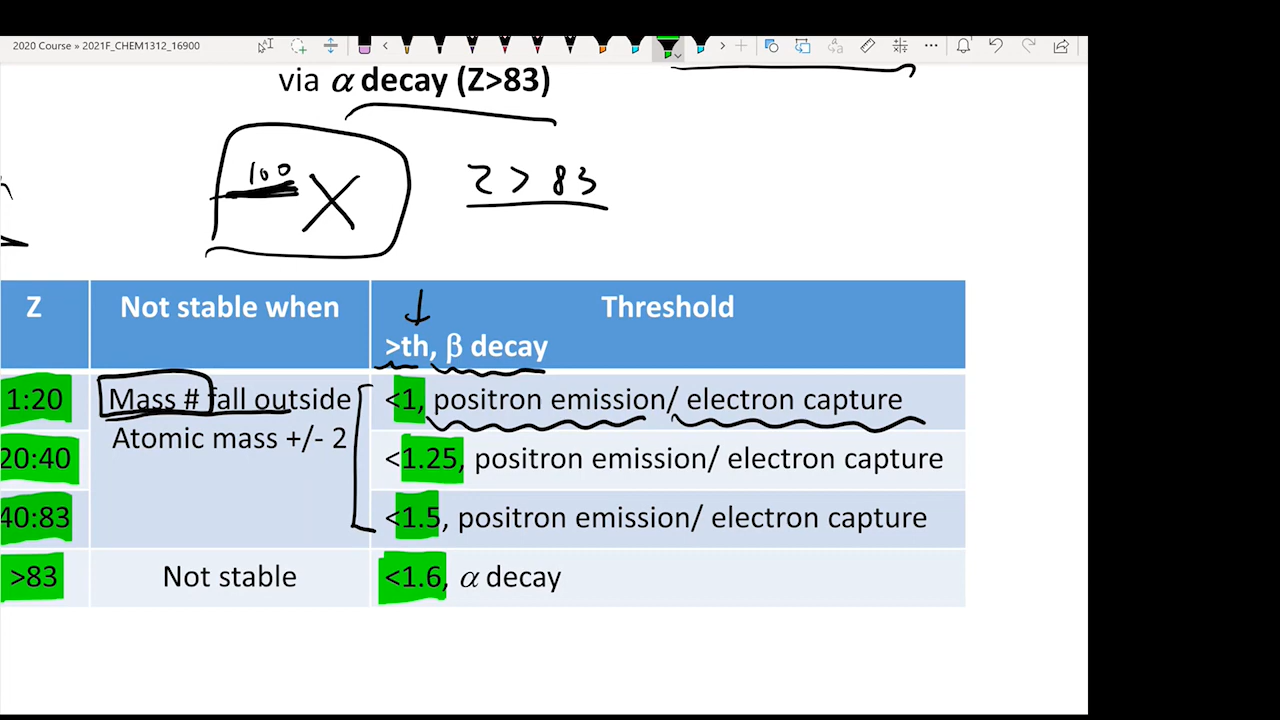 2020 Course » 2021F_CHEM1312_16900
via α decay (Z>83)
100 X
Z > 83
Z
Not stable when
Threshold
>th, β decay
1:20
Mass # fall outside
Atomic mass +/- 2
<1, positron emission/ electron capture
20:40
<1.25, positron emission/ electron capture
40:83
<1.5, positron emission/ electron capture
>83
Not stable
<1.6, α decay